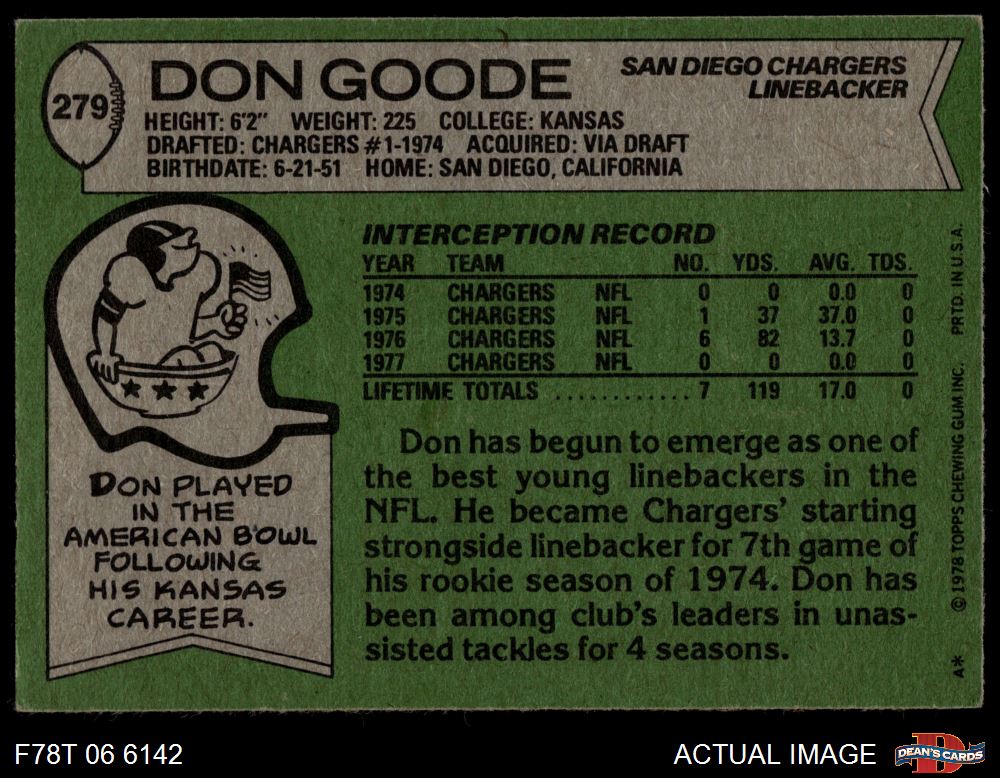 279
DON GOODE
SAN DIEGO CHARGERS
LINEBACKER
HEIGHT: 6'2" WEIGHT: 225 COLLEGE: KANSAS
DRAFTED: CHARGERS #1-1974 ACQUIRED: VIA DRAFT
BIRTHDATE: 6-21-51 HOME: SAN DIEGO, CALIFORNIA
INTERCEPTION RECORD
YEAR TEAM NO. YDS. AVG. TDS.
1974 CHARGERS NFL 0 0 0.0 0
1975 CHARGERS NFL 1 37 37.0 0
1976 CHARGERS NFL 6 82 13.7 0
1977 CHARGERS NFL 0 0 0.0 0
LIFETIME TOTALS ............ 7 119 17.0 0
Don has begun to emerge as one of
the best young linebackers in the
NFL. He became Chargers' starting
strongside linebacker for 7th game of
his rookie season of 1974. Don has
been among club's leaders in unas-
sisted tackles for 4 seasons.
DON PLAYED
IN THE
AMERICAN BOWL
FOLLOWING
HIS KANSAS
CAREER.
A* © 1978 TOPPS CHEWING GUM INC. PRTD. IN U.S.A.
F78T 06 6142
ACTUAL IMAGE
D
DEAN'S CARDS